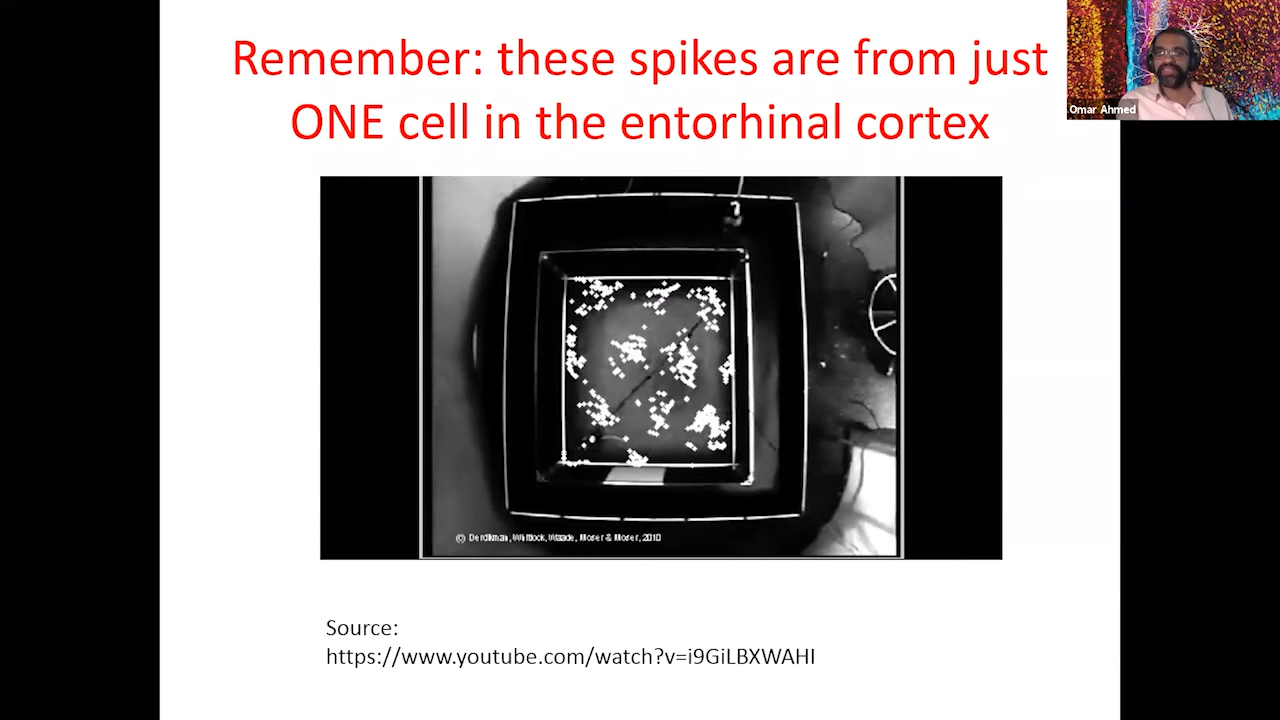 Remember: these spikes are from just
ONE cell in the entorhinal cortex
Omar Ahmed
© Derdikman, Whitlock, Waade, Moser & Moser, 2010
Source:
https://www.youtube.com/watch?v=i9GiLBXWAHI